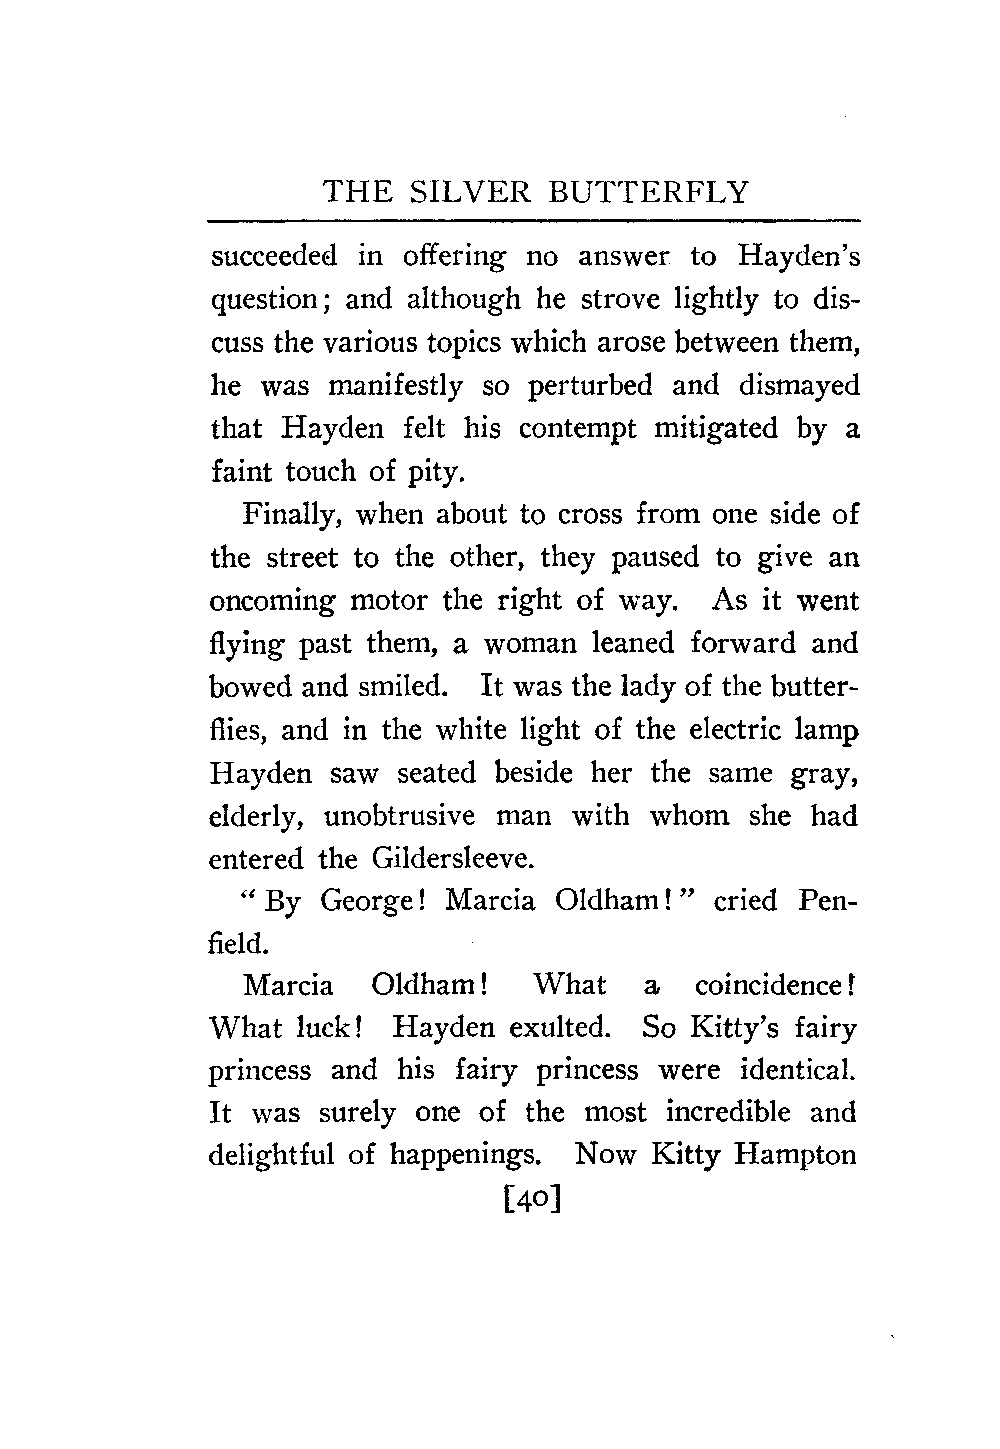 THE SILVER BUTTERFLY
succeeded in offering no answer to Hayden's
question; and although he strove lightly to dis-
cuss the various topics which arose between them,
he was manifestly so perturbed and dismayed
that Hayden felt his contempt mitigated by a
faint touch of pity.
Finally, when about to cross from one side of
the street to the other, they paused to give an
oncoming motor the right of way. As it went
flying past them, a woman leaned forward and
bowed and smiled. It was the lady of the butter-
flies, and in the white light of the electric lamp
Hayden saw seated beside her the same gray,
elderly, unobtrusive man with whom she had
entered the Gildersleeve.
"By George! Marcia Oldham!" cried Pen-
field.
Marcia Oldham! What a coincidence!
What luck! Hayden exulted. So Kitty's fairy
princess and his fairy princess were identical.
It was surely one of the most incredible and
delightful of happenings. Now Kitty Hampton
[40]